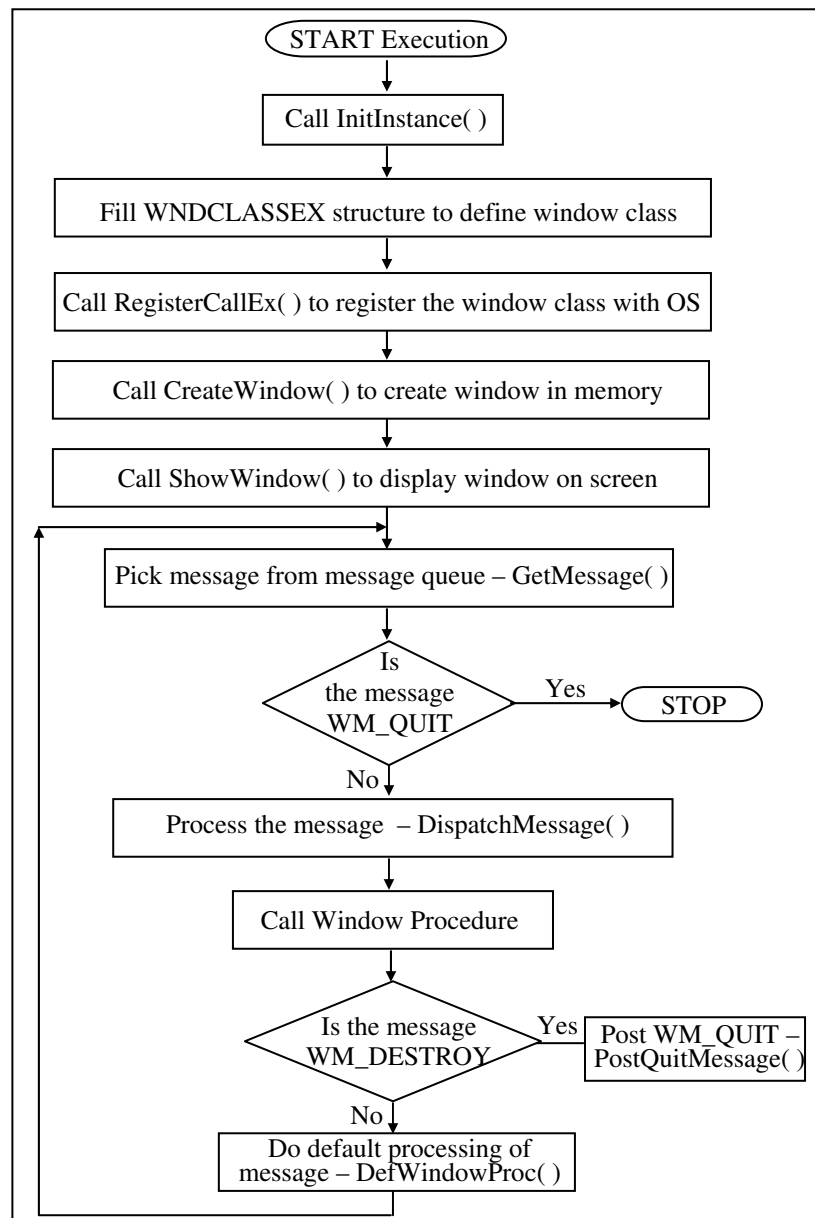 START Execution
Call InitInstance( )
Fill WNDCLASSEX structure to define window class
Call RegisterCallEx( ) to register the window class with OS
Call CreateWindow( ) to create window in memory
Call ShowWindow( ) to display window on screen
Pick message from message queue – GetMessage( )
Is
the message
WM_QUIT
Yes
STOP
No
Process the message – DispatchMessage( )
Call Window Procedure
Is the message
WM_DESTROY
Yes
Post WM_QUIT –
PostQuitMessage( )
No
Do default processing of
message – DefWindowProc( )